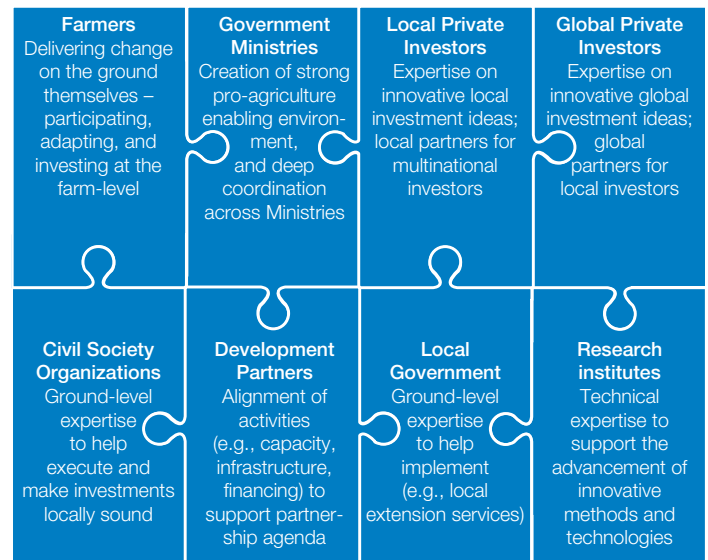 Farmers
Delivering change
on the ground
themselves –
participating,
adapting, and
investing at the
farm-level
Government
Ministries
Creation of strong
pro-agriculture
enabling environ-
ment,
and deep
coordination
across Ministries
Local Private
Investors
Expertise on
innovative local
investment ideas;
local partners for
multinational
investors
Global Private
Investors
Expertise on
innovative global
investment ideas;
global
partners for
local investors
Civil Society
Organizations
Ground-level
expertise
to help
execute and
make investments
locally sound
Development
Partners
Alignment of
activities
(e.g., capacity,
infrastructure,
financing) to
support partner-
ship agenda
Local
Government
Ground-level
expertise
to help
implement
(e.g., local
extension services)
Research
institutes
Technical
expertise to
support the
advancement of
innovative
methods and
technologies